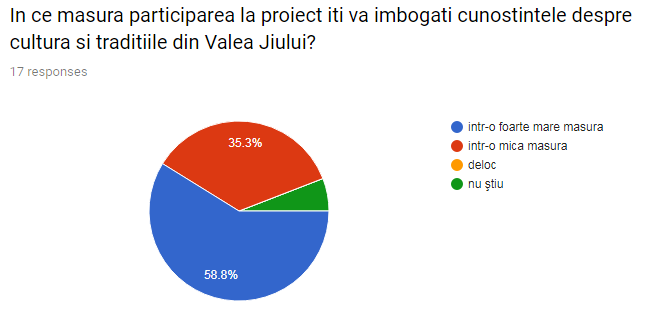 In ce masura participarea la proiect iti va imbogati cunostintele despre
cultura si traditiile din Valea Jiului?
17 responses
35.3%
58.8%
intr-o foarte mare masura
intr-o mica masura
deloc
nu știu